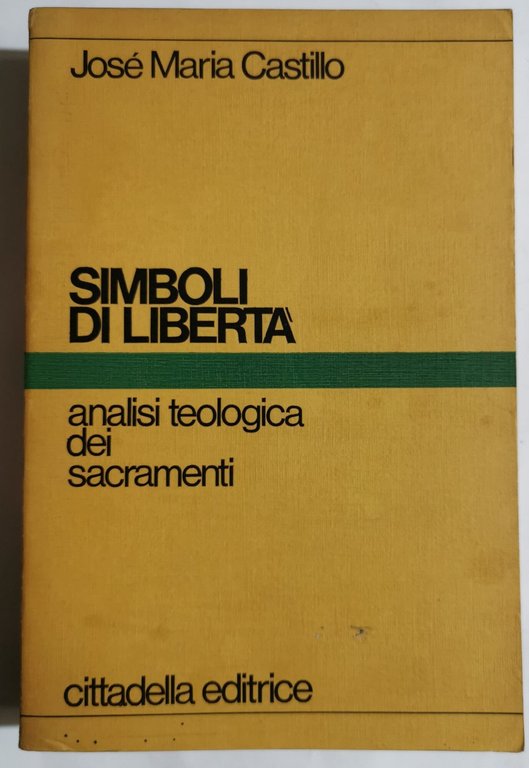 José Maria Castillo
SIMBOLI
DI LIBERTÀ
analisi teologica
dei
sacramenti
cittadella editrice